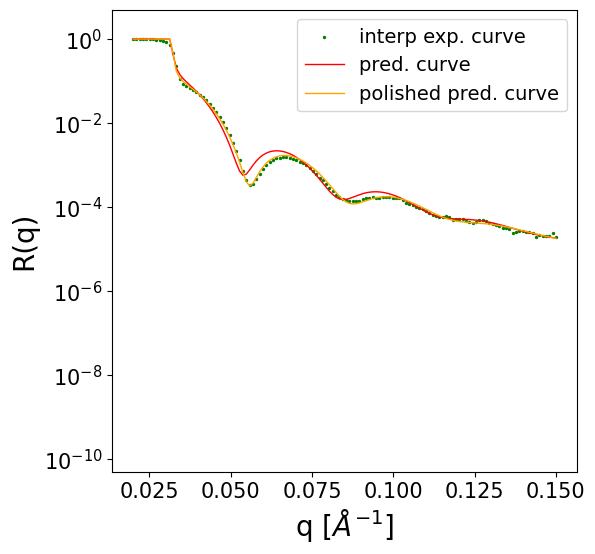 interp exp. curve
pred. curve
polished pred. curve
R(q)
10⁰
10⁻²
10⁻⁴
10⁻⁶
10⁻⁸
10⁻¹⁰
0.025 0.050 0.075 0.100 0.125 0.150
q [Å⁻¹]